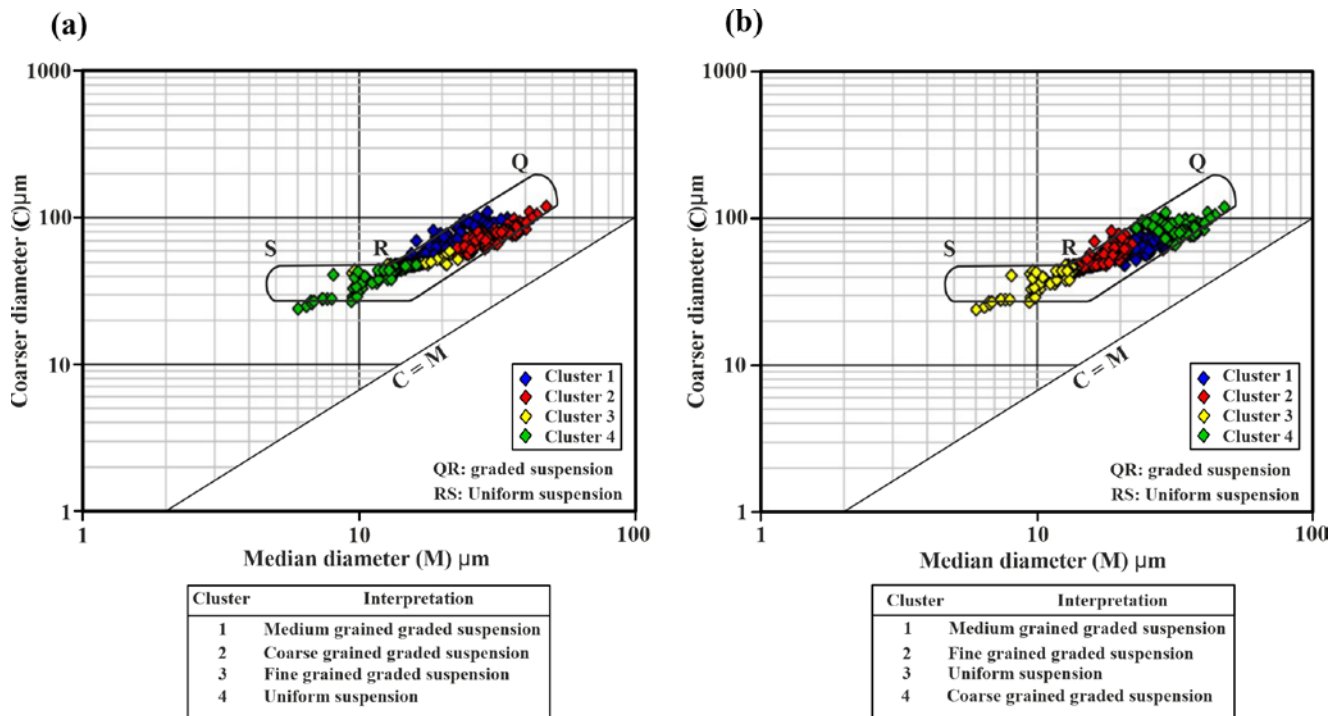 (a)
1000
100
10
1
Coarser diameter (C)μm
S
R
Q
C = M
Cluster 1
Cluster 2
Cluster 3
Cluster 4
QR: graded suspension
RS: Uniform suspension
1
10
100
Median diameter (M) μm
Cluster Interpretation
1 Medium grained graded suspension
2 Coarse grained graded suspension
3 Fine grained graded suspension
4 Uniform suspension
(b)
1000
100
10
1
Coarser diameter (C)μm
S
R
Q
C = M
Cluster 1
Cluster 2
Cluster 3
Cluster 4
QR: graded suspension
RS: Uniform suspension
1
10
100
Median diameter (M) μm
Cluster Interpretation
1 Medium grained graded suspension
2 Fine grained graded suspension
3 Uniform suspension
4 Coarse grained graded suspension